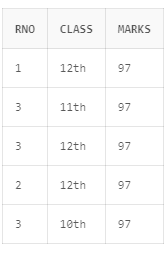 RNO CLASS MARKS
1 12th 97
3 11th 97
3 12th 97
2 12th 97
3 10th 97